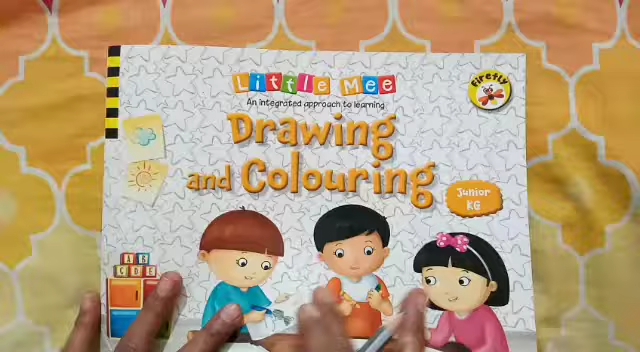 Little Mee
An integrated approach to learning
Drawing
and Colouring
Firefly
Junior
KG
A B
C D E